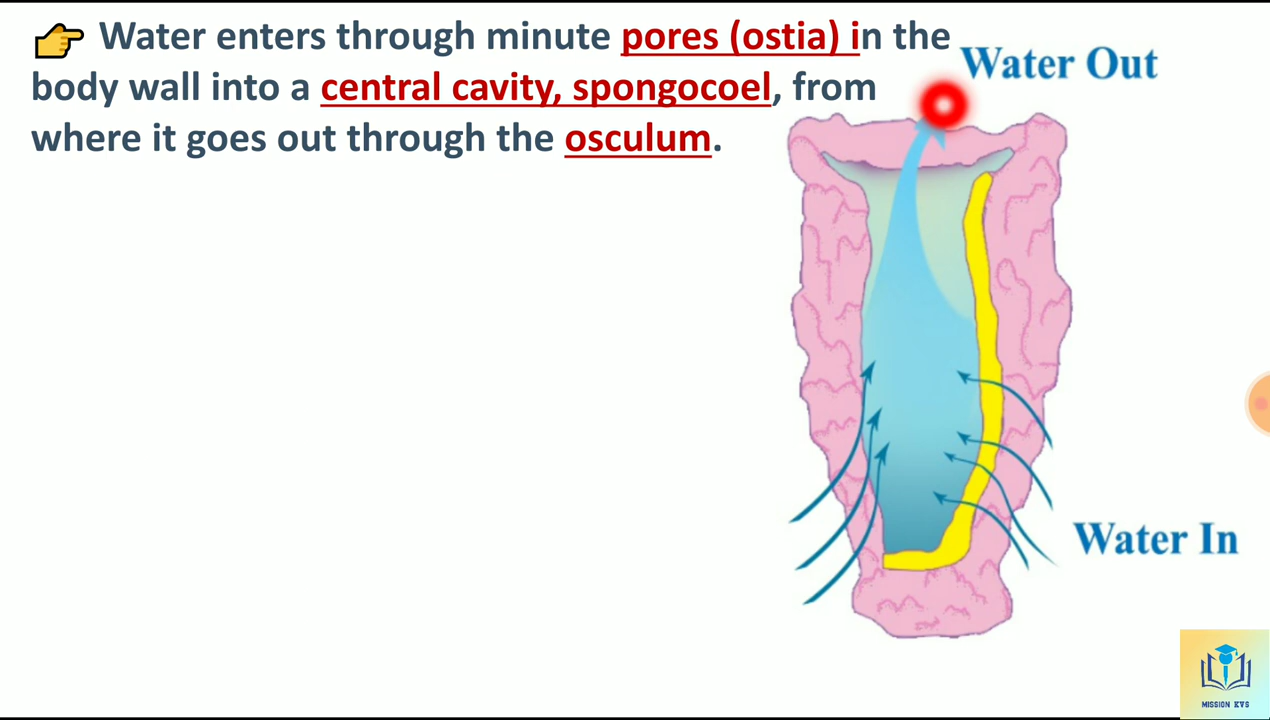 👉 Water enters through minute pores (ostia) in the
body wall into a central cavity, spongocoel, from
where it goes out through the osculum.
Water Out
Water In
MISSION KVS